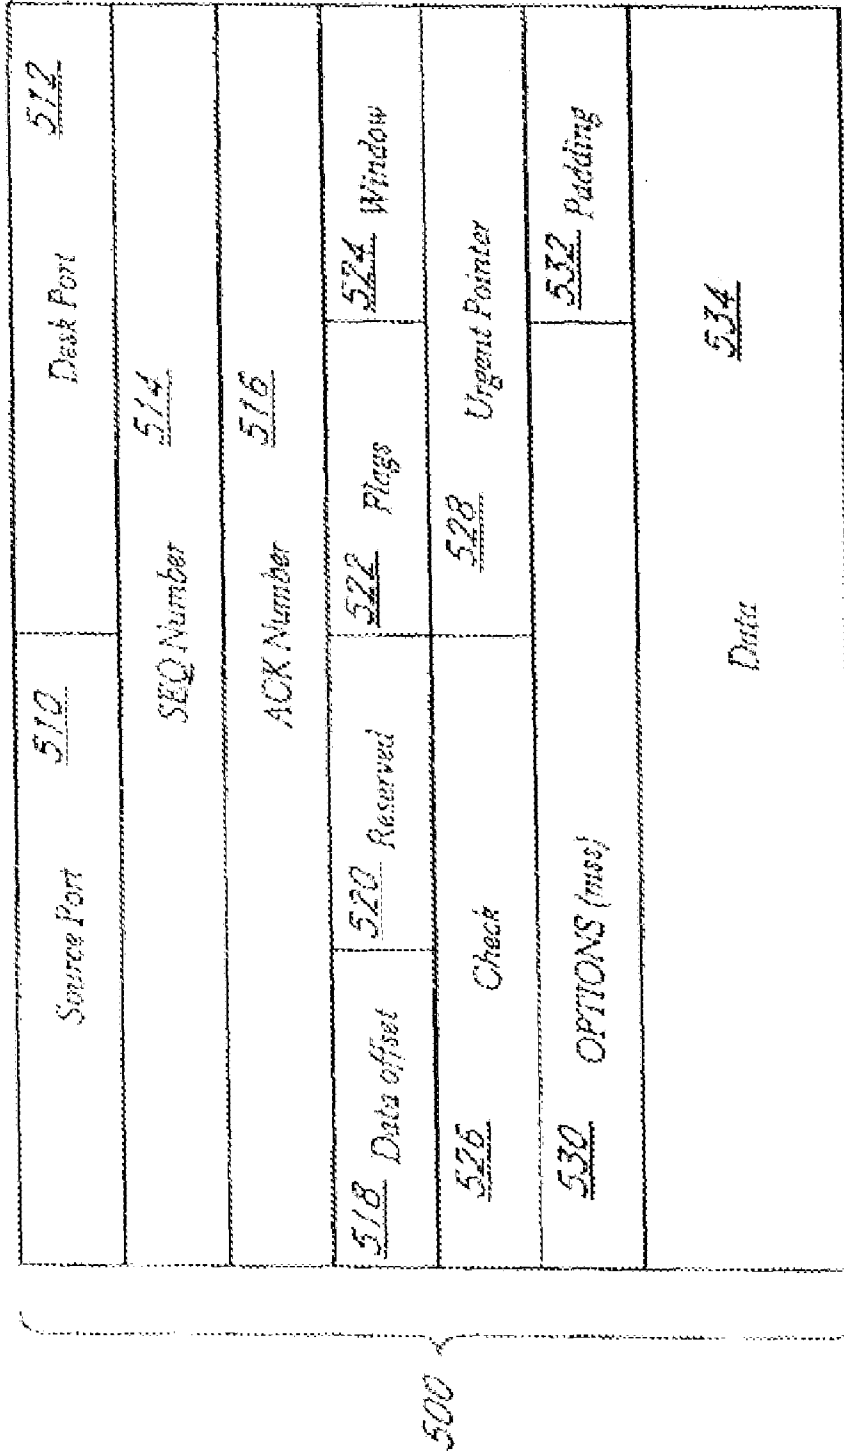 Source Port 510 Desk Port 512
SEQ Number 514
ACK Number 516
518 Data offset 520 Reserved 522 Flags 524 Window
526 Check 528 Urgent Pointer
530 OPTIONS (mss) 532 Padding
Data 534
500